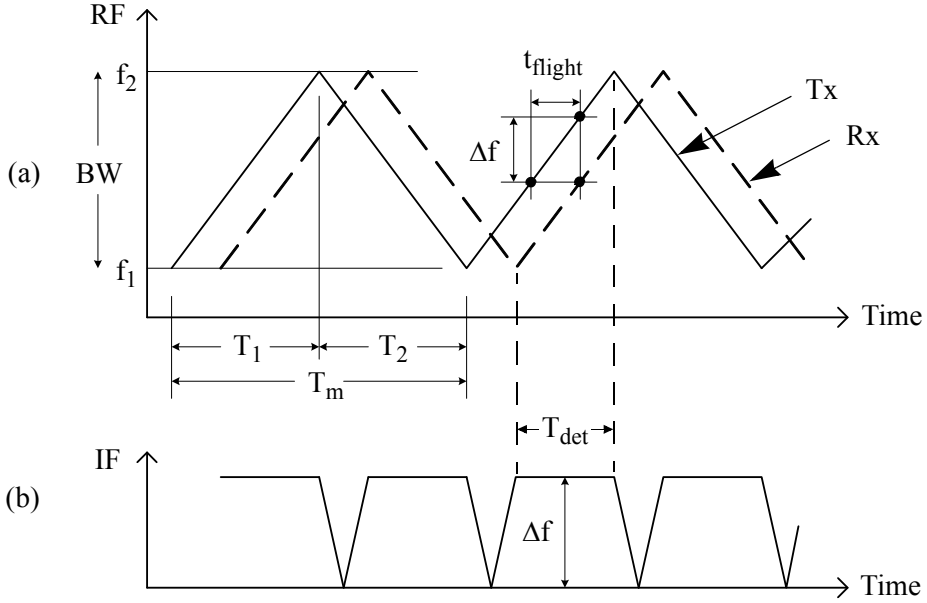 RF
f2
tflight
Tx
Δf
Rx
(a)
BW
f1
Time
T1
T2
Tm
Tdet
IF
(b)
Δf
Time